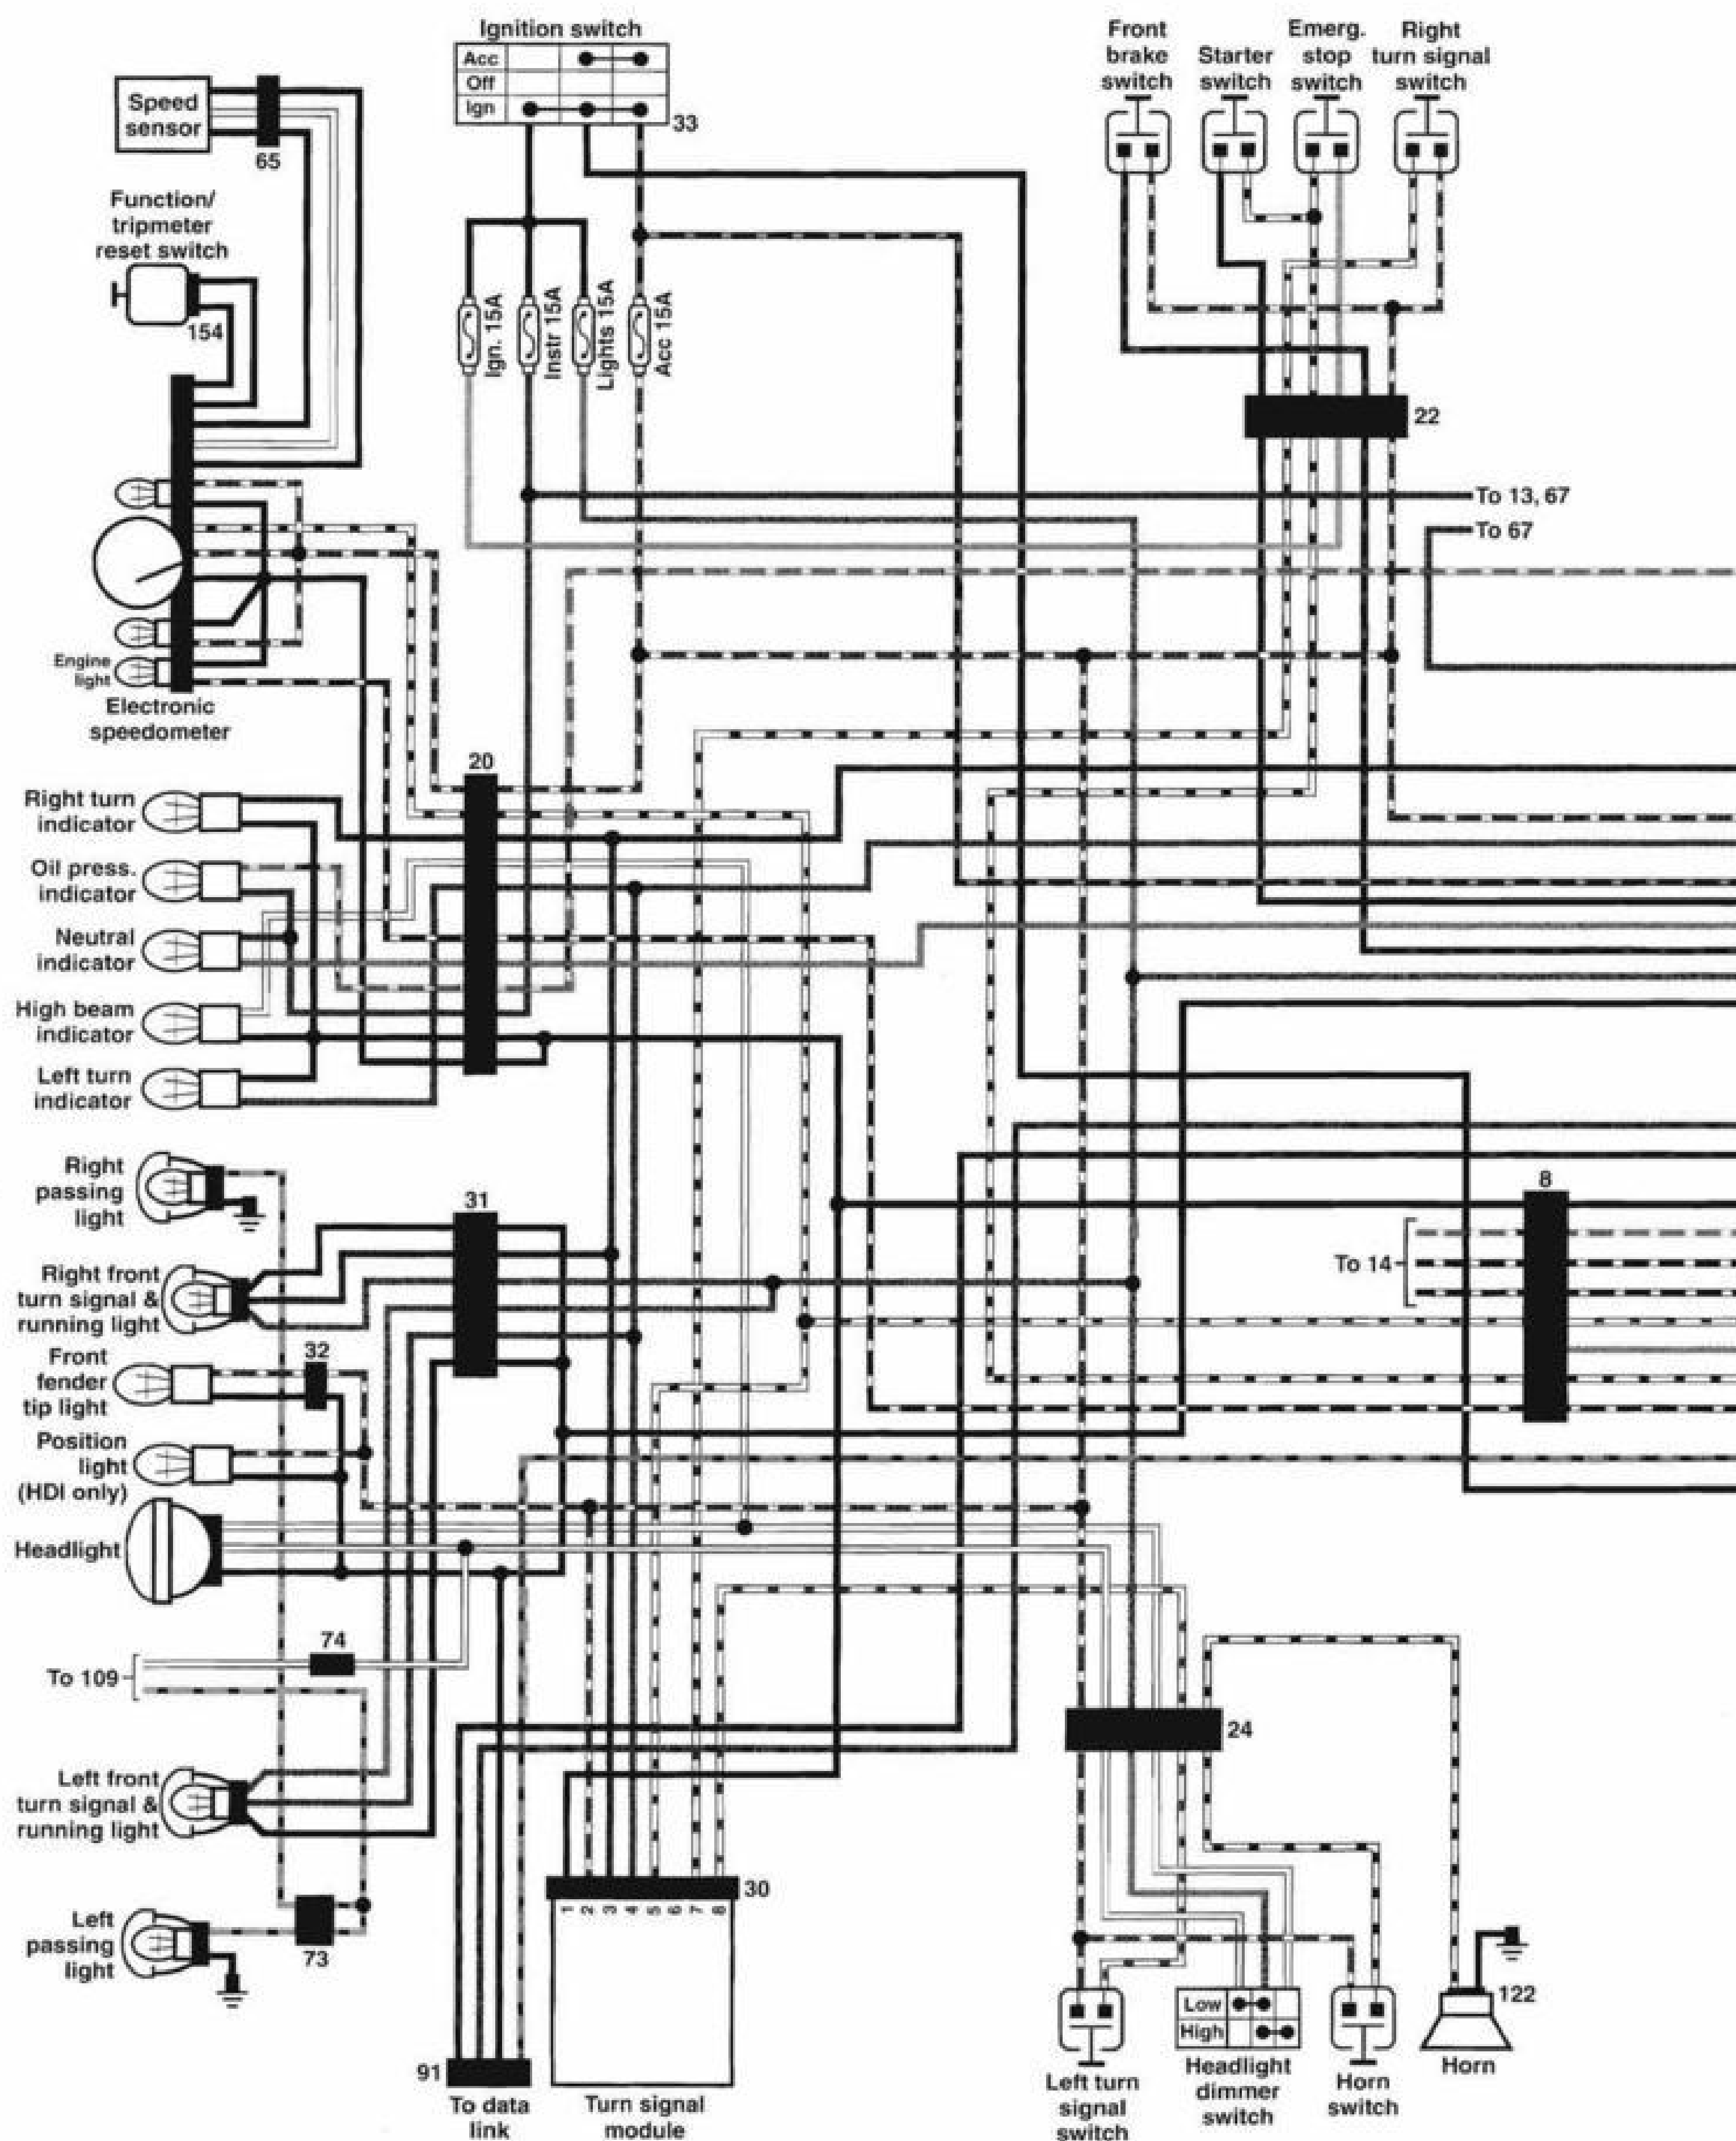 Ignition switch
Acc
Off
Ign
33
Front
brake
switch
Starter
switch
Emerg.
stop
switch
Right
turn signal
switch
Speed
sensor
65
Function/
tripmeter
reset switch
154
Ign. 15A
Instr 15A
Lights 15A
Acc 15A
22
To 13, 67
To 67
Engine
light
Electronic
speedometer
20
Right turn
indicator
Oil press.
indicator
Neutral
indicator
High beam
indicator
Left turn
indicator
Right
passing
light
31
8
To 14
Right front
turn signal &
running light
32
Front
fender
tip light
Position
light
(HDI only)
Headlight
74
To 109
24
Left front
turn signal &
running light
30
1 2 3 4 5 6 7 8
Left
passing
light
73
91
To data
link
Turn signal
module
Left turn
signal
switch
Low
High
Headlight
dimmer
switch
Horn
switch
122
Horn